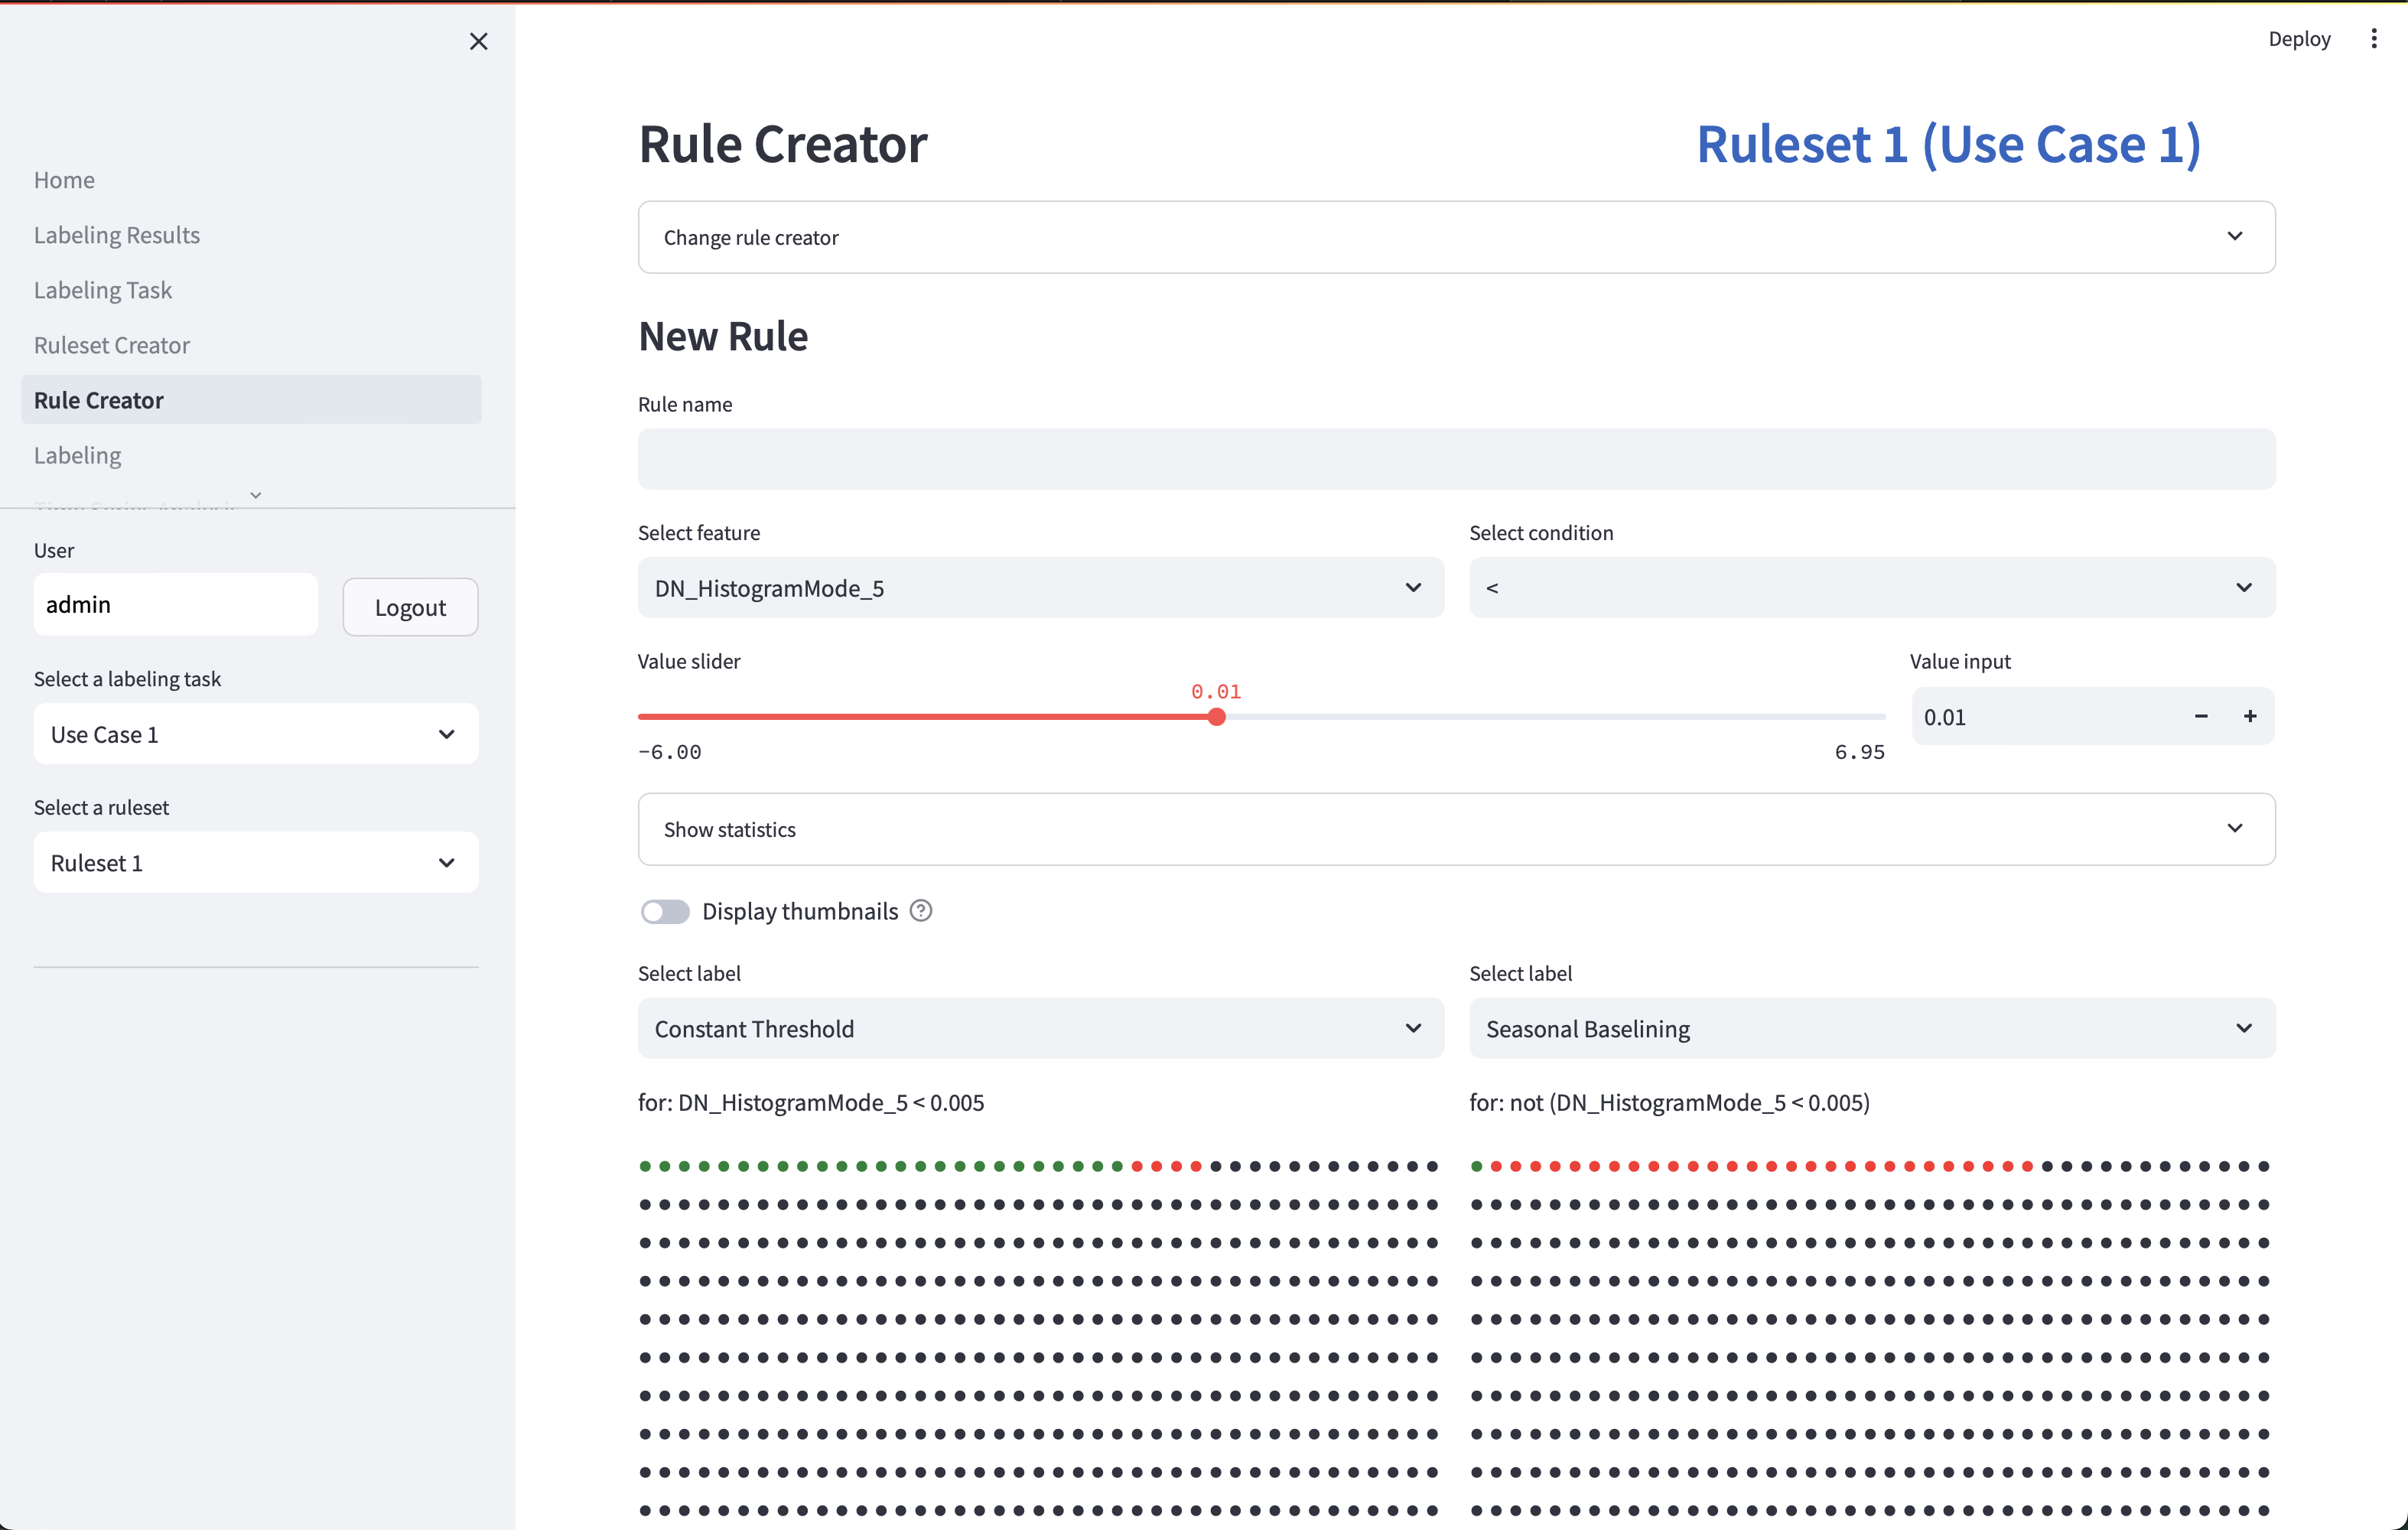 Deploy
Home
Labeling Results
Labeling Task
Ruleset Creator
Rule Creator
Labeling
User
admin
Logout
Select a labeling task
Use Case 1
Select a ruleset
Ruleset 1
Rule Creator
Ruleset 1 (Use Case 1)
Change rule creator
New Rule
Rule name
Select feature
Select condition
DN_HistogramMode_5
<
Value slider
Value input
0.01
0.01
-6.00
6.95
Show statistics
Display thumbnails
Select label
Select label
Constant Threshold
Seasonal Baselining
for: DN_HistogramMode_5 < 0.005
for: not (DN_HistogramMode_5 < 0.005)